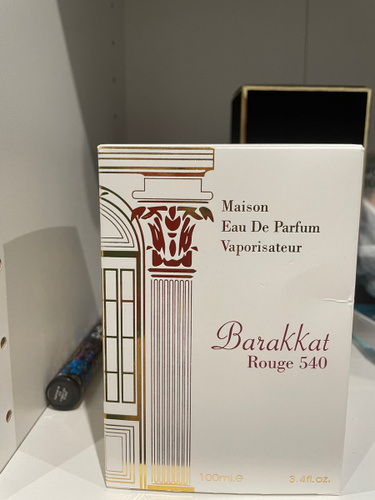 Maison
Eau De Parfum
Vaporisateur
Barakkat
Rouge 540
100ml.e 3.4fl.oz.